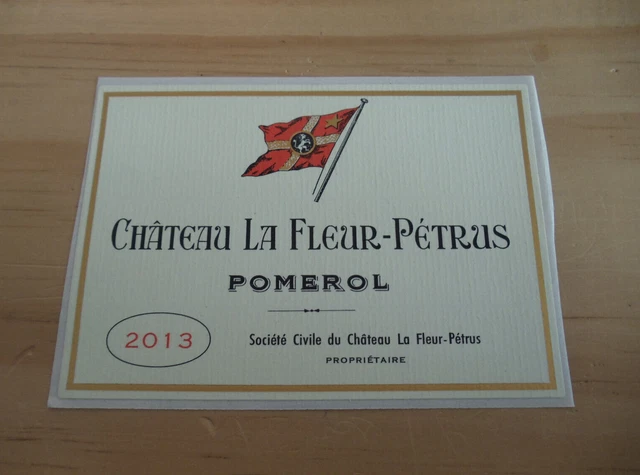 CHÂTEAU LA FLEUR-PÉTRUS
POMEROL
2013
Société Civile du Château La Fleur-Pétrus
PROPRIÉTAIRE